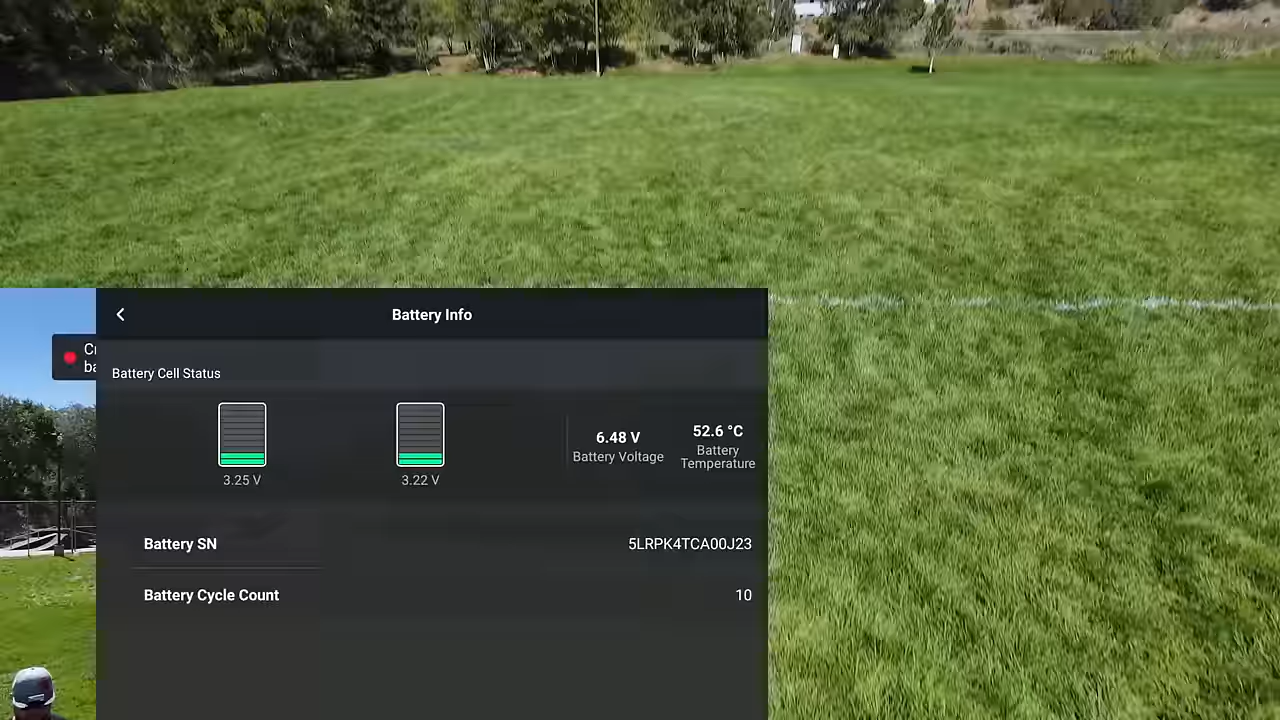 Battery Info
Battery Cell Status
3.25 V
3.22 V
6.48 V
Battery Voltage
52.6 °C
Battery
Temperature
Battery SN 5LRPK4TCA00J23
Battery Cycle Count 10